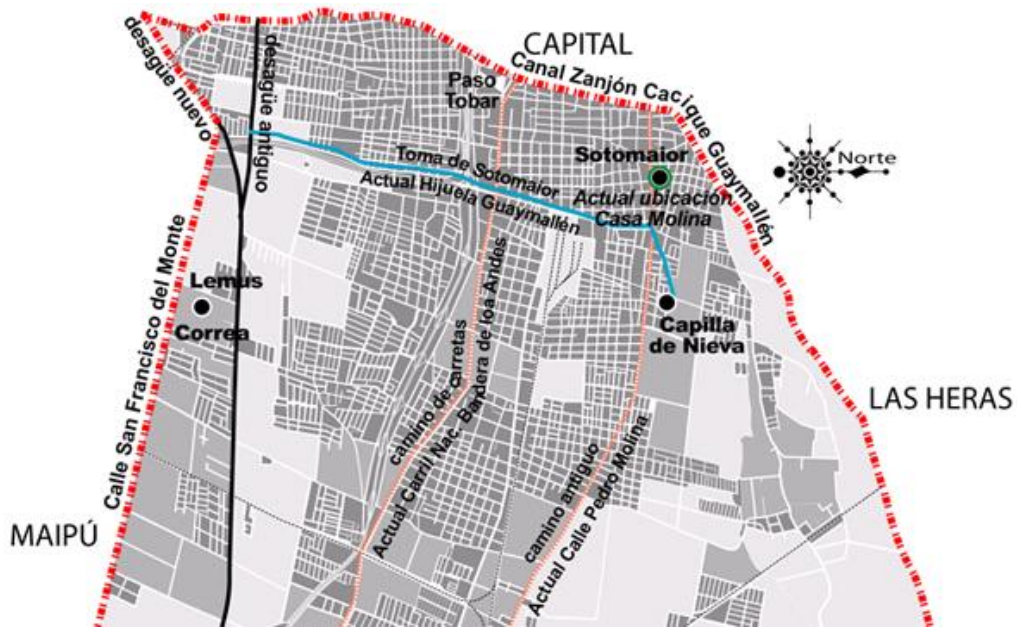 CAPITAL
desagüe nuevo
desagüe antiguo
Canal Zanjón Cacique Guaymallén
Paso
Tobar
Toma de Sotomaior
Actual Hijuela Guaymallén
Sotomaior
Actual ubicación
Casa Molina
Norte
Lemus
Correa
Calle San Francisco del Monte
Capilla
de Nieva
camino de carretas
Actual Carril Nac. Bandera de loa Andes
camino antiguo
Actual Calle Pedro Molina
LAS HERAS
MAIPÚ